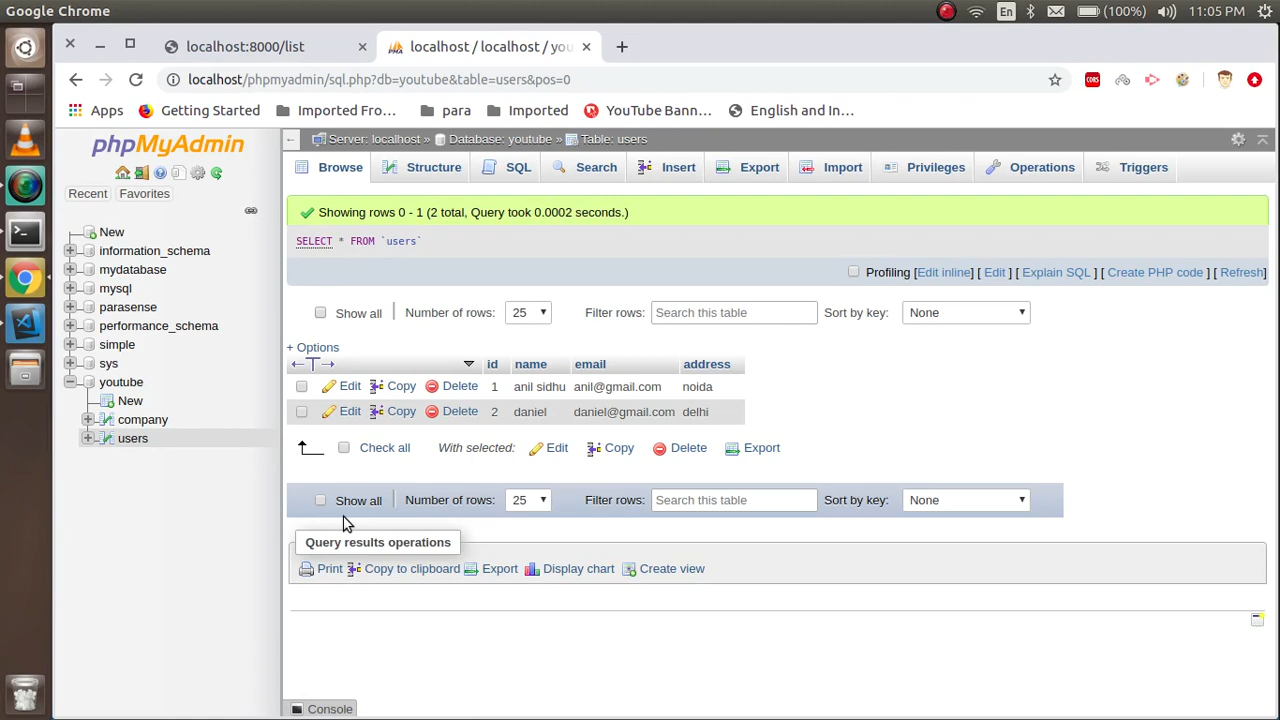 Google Chrome En (100%) 11:05 PM
localhost:8000/list localhost / localhost / you
localhost/phpmyadmin/sql.php?db=youtube&table=users&pos=0 CORS
Apps Getting Started Imported Fro... para Imported YouTube Bann... English and In...
phpMyAdmin
Recent Favorites
New
information_schema
mydatabase
mysql
parasense
performance_schema
simple
sys
youtube
New
company
users
Server: localhost » Database: youtube » Table: users
Browse Structure SQL Search Insert Export Import Privileges Operations Triggers
Showing rows 0 - 1 (2 total, Query took 0.0002 seconds.)
SELECT * FROM `users`
Profiling [Edit inline] [ Edit ] [ Explain SQL ] [ Create PHP code ] [ Refresh]
Show all Number of rows: 25 Filter rows: Search this table Sort by key: None
+ Options
id name email address
Edit Copy Delete 1 anil sidhu anil@gmail.com noida
Edit Copy Delete 2 daniel daniel@gmail.com delhi
Check all With selected: Edit Copy Delete Export
Show all Number of rows: 25 Filter rows: Search this table Sort by key: None
Query results operations
Print Copy to clipboard Export Display chart Create view
Console